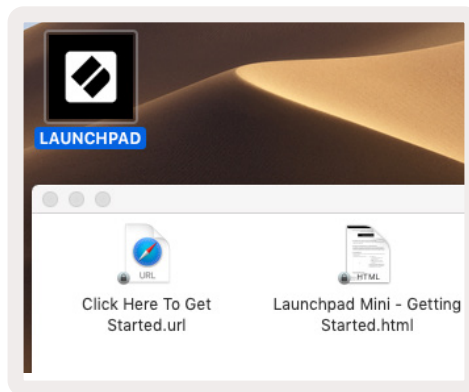 LAUNCHPAD
URL
HTML
Click Here To Get
Started.url
Launchpad Mini - Getting
Started.html